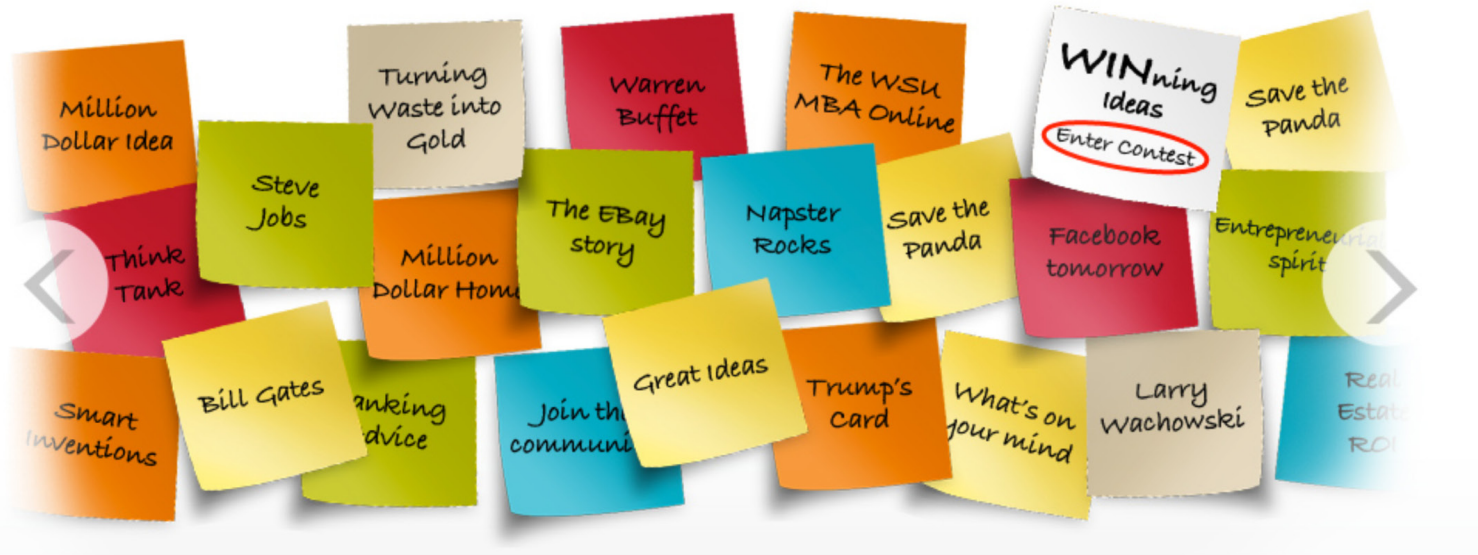 Million
Dollar Idea
Turning
Waste into
Gold
Warren
Buffet
The WSU
MBA Online
WINning
Ideas
Enter Contest
Save the
Panda
Think
Tank
Steve
Jobs
Million
Dollar Hom
The EBay
story
Napster
Rocks
Save the
Panda
Facebook
tomorrow
Entrepreneurial
spirit
Smart
Inventions
Bill Gates
anking
dvice
Join th
communi
Great Ideas
Trump's
Card
What's on
your mind
Larry
Wachowski
Real
Estate
ROI